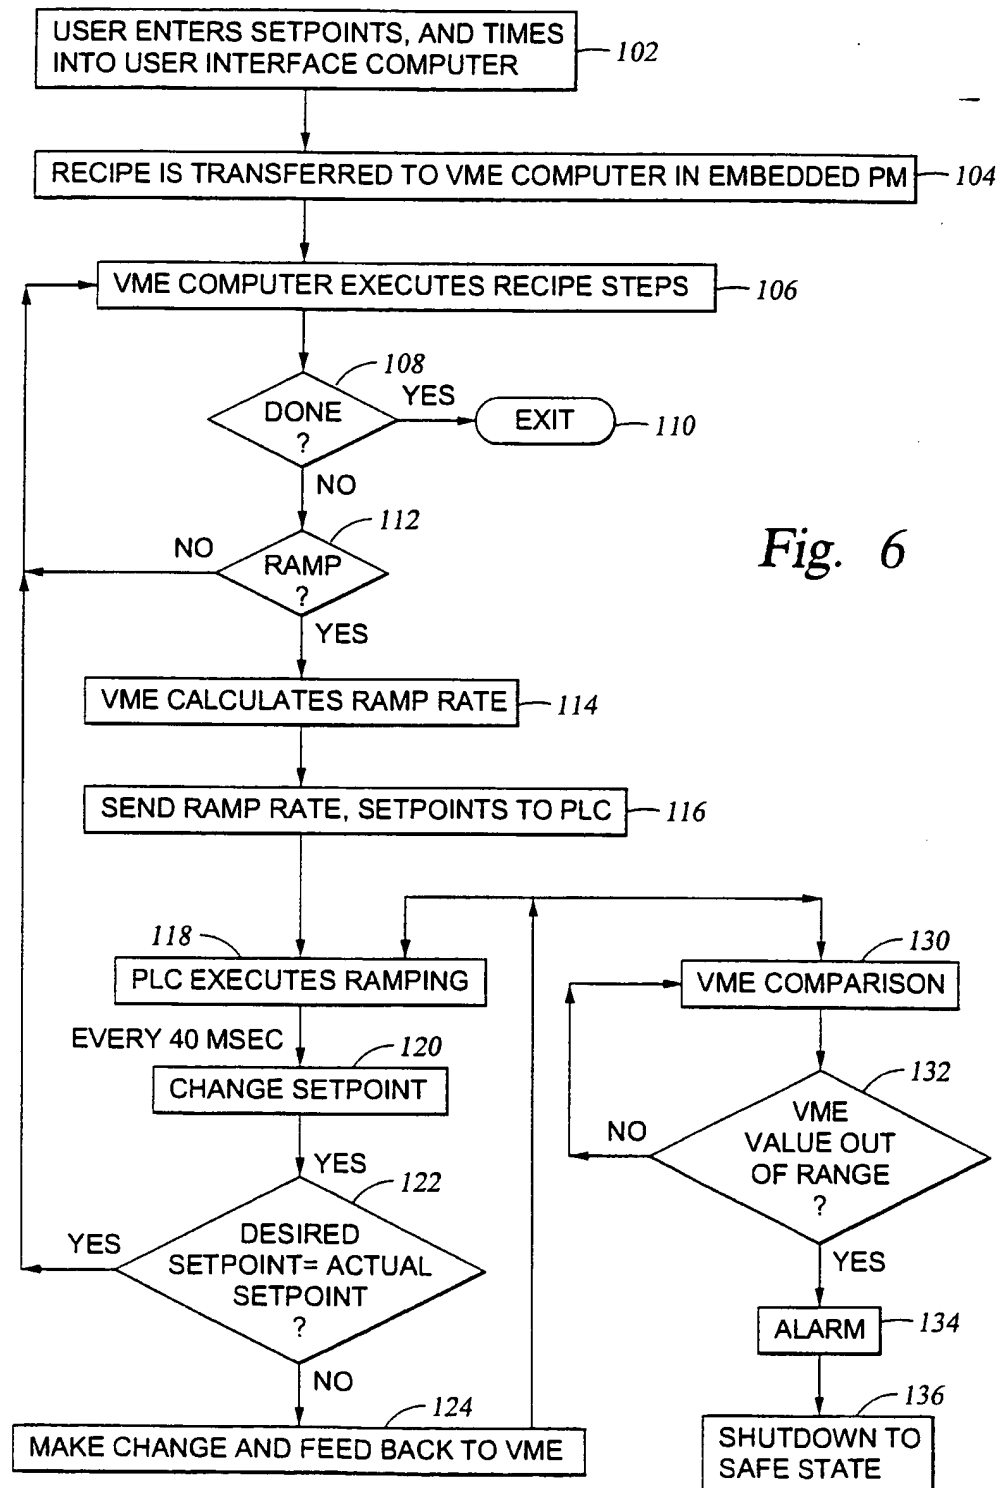 USER ENTERS SETPOINTS, AND TIMES
INTO USER INTERFACE COMPUTER
102
RECIPE IS TRANSFERRED TO VME COMPUTER IN EMBEDDED PM
104
VME COMPUTER EXECUTES RECIPE STEPS
106
108
DONE
?
YES
EXIT
110
NO
112
NO
RAMP
?
YES
Fig. 6
VME CALCULATES RAMP RATE
114
SEND RAMP RATE, SETPOINTS TO PLC
116
118
PLC EXECUTES RAMPING
EVERY 40 MSEC
120
CHANGE SETPOINT
YES
122
YES
DESIRED
SETPOINT= ACTUAL
SETPOINT
?
NO
124
MAKE CHANGE AND FEED BACK TO VME
130
VME COMPARISON
132
NO
VME
VALUE OUT
OF RANGE
?
YES
ALARM
134
136
SHUTDOWN TO
SAFE STATE